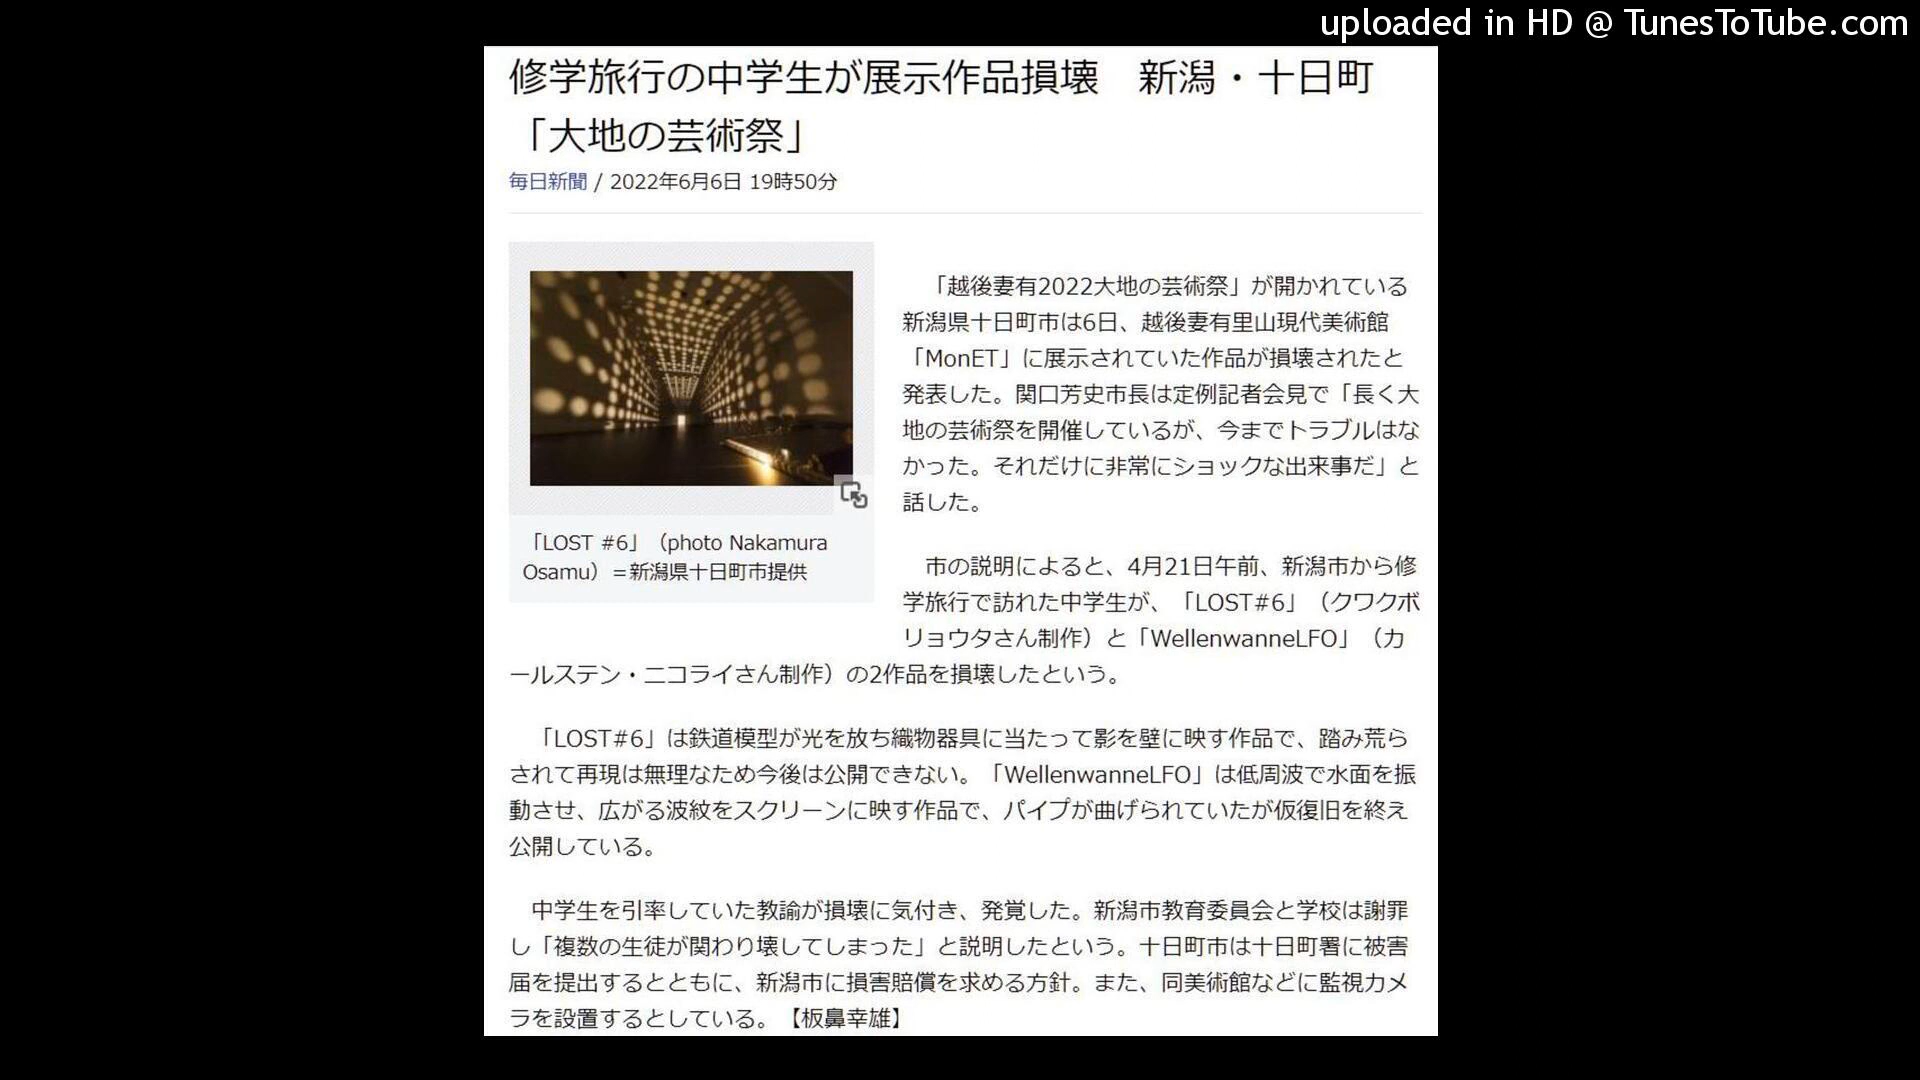 uploaded in HD @ TunesToTube.com
修学旅行の中学生が展示作品損壊　新潟・十日町
「大地の芸術祭」
毎日新聞 / 2022年6月6日 19時50分
「LOST #6」（photo Nakamura
Osamu）＝新潟県十日町市提供
「越後妻有2022大地の芸術祭」が開かれている
新潟県十日町市は6日、越後妻有里山現代美術館
「MonET」に展示されていた作品が損壊されたと
発表した。関口芳史市長は定例記者会見で「長く大
地の芸術祭を開催しているが、今までトラブルはな
かった。それだけに非常にショックな出来事だ」と
話した。
市の説明によると、4月21日午前、新潟市から修
学旅行で訪れた中学生が、「LOST#6」（クワクボ
リョウタさん制作）と「WellenwanneLFO」（カ
ールステン・ニコライさん制作）の2作品を損壊したという。
「LOST#6」は鉄道模型が光を放ち織物器具に当たって影を壁に映す作品で、踏み荒ら
されて再現は無理なため今後は公開できない。「WellenwanneLFO」は低周波で水面を振
動させ、広がる波紋をスクリーンに映す作品で、パイプが曲げられていたが仮復旧を終え
公開している。
中学生を引率していた教諭が損壊に気付き、発覚した。新潟市教育委員会と学校は謝罪
し「複数の生徒が関わり壊してしまった」と説明したという。十日町市は十日町署に被害
届を提出するとともに、新潟市に損害賠償を求める方針。また、同美術館などに監視カメ
ラを設置するとしている。【板鼻幸雄】